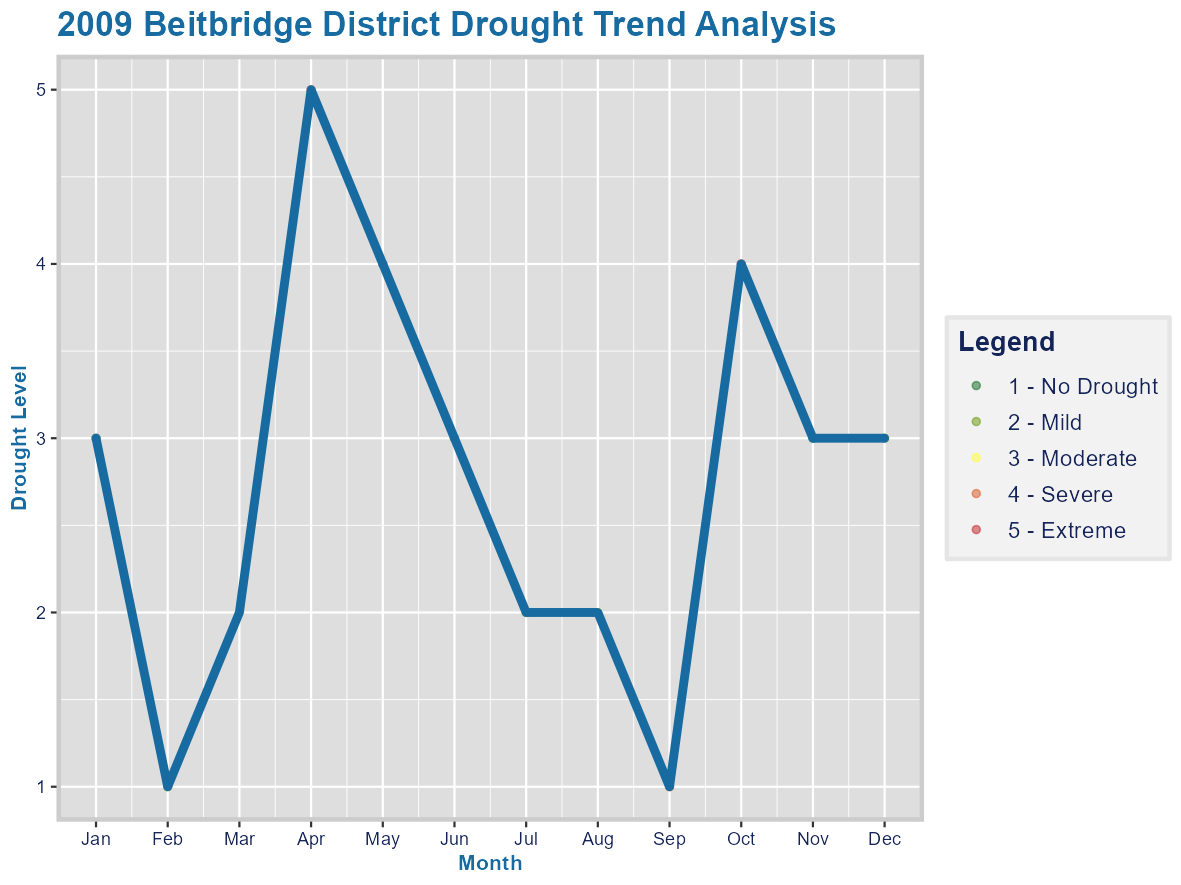 2009 Beitbridge District Drought Trend Analysis
Drought Level
5
4
3
2
1
Jan Feb Mar Apr May Jun Jul Aug Sep Oct Nov Dec
Month
Legend
1 - No Drought
2 - Mild
3 - Moderate
4 - Severe
5 - Extreme